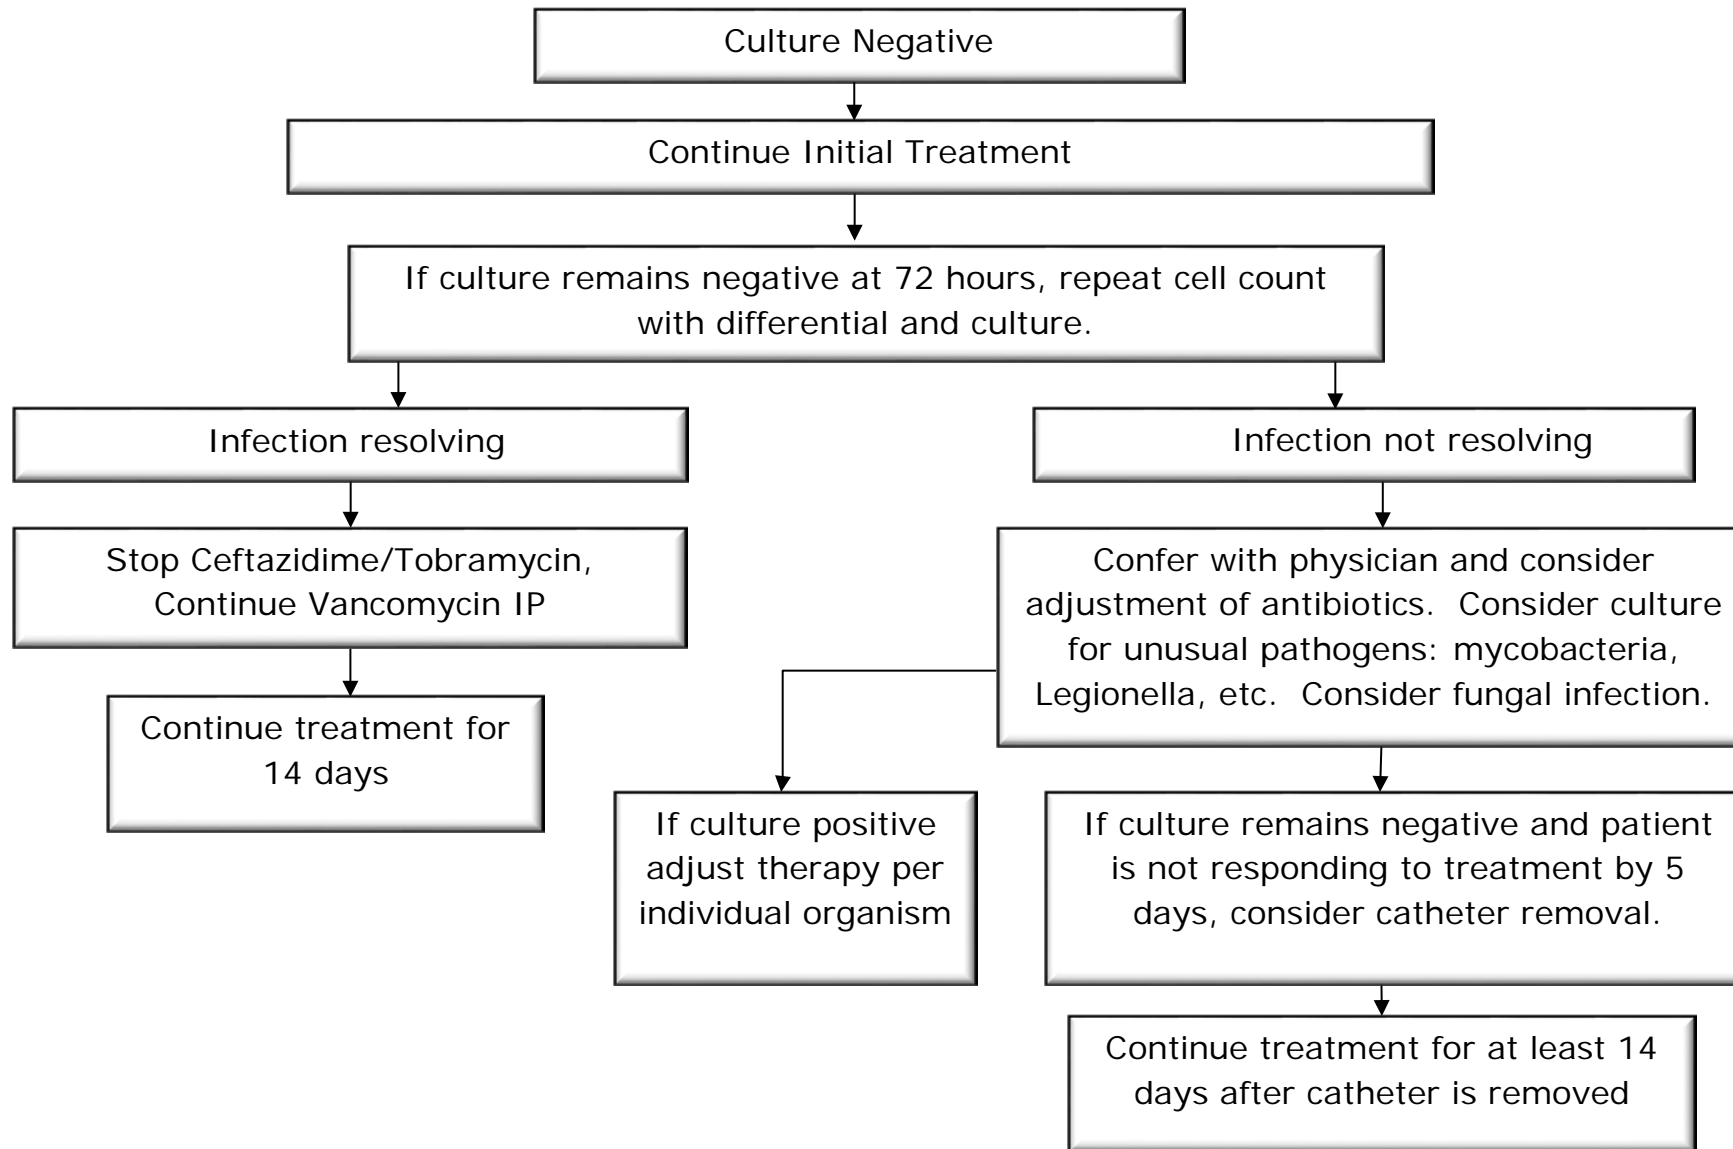 Culture Negative
Continue Initial Treatment
If culture remains negative at 72 hours, repeat cell count
with differential and culture.
Infection resolving
Infection not resolving
Stop Ceftazidime/Tobramycin,
Continue Vancomycin IP
Confer with physician and consider
adjustment of antibiotics.  Consider culture
for unusual pathogens: mycobacteria,
Legionella, etc.  Consider fungal infection.
Continue treatment for
14 days
If culture positive
adjust therapy per
individual organism
If culture remains negative and patient
is not responding to treatment by 5
days, consider catheter removal.
Continue treatment for at least 14
days after catheter is removed